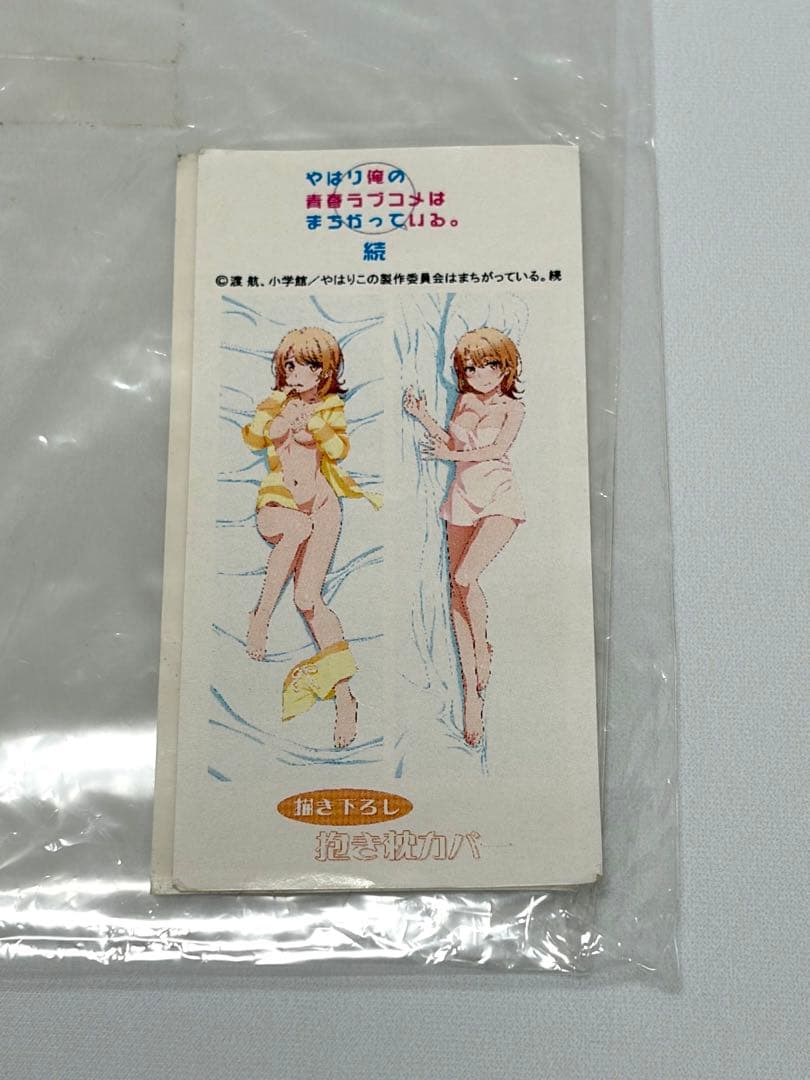 やはり俺の
青春ラブコメは
まちがっている。
続
©渡 航、小学館／やはりこの製作委員会はまちがっている。続
描き下ろし
抱き枕カバー